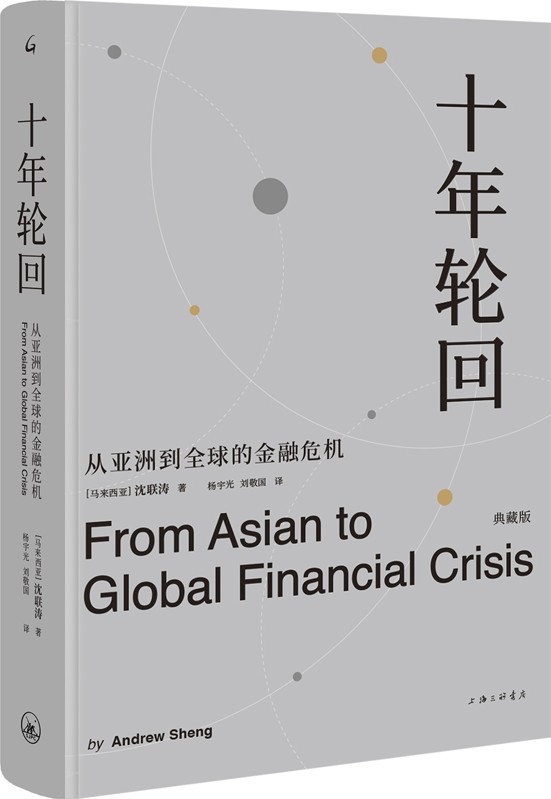 十年轮回
从亚洲到全球的金融危机
From Asian to Global Financial Crisis
[马来西亚] 沈联涛 著
杨宇光 刘敬国 译
十年轮回
从亚洲到全球的金融危机
[马来西亚] 沈联涛 著 杨宇光 刘敬国 译
典藏版
From Asian to
Global Financial Crisis
上海三联书店
by Andrew Sheng